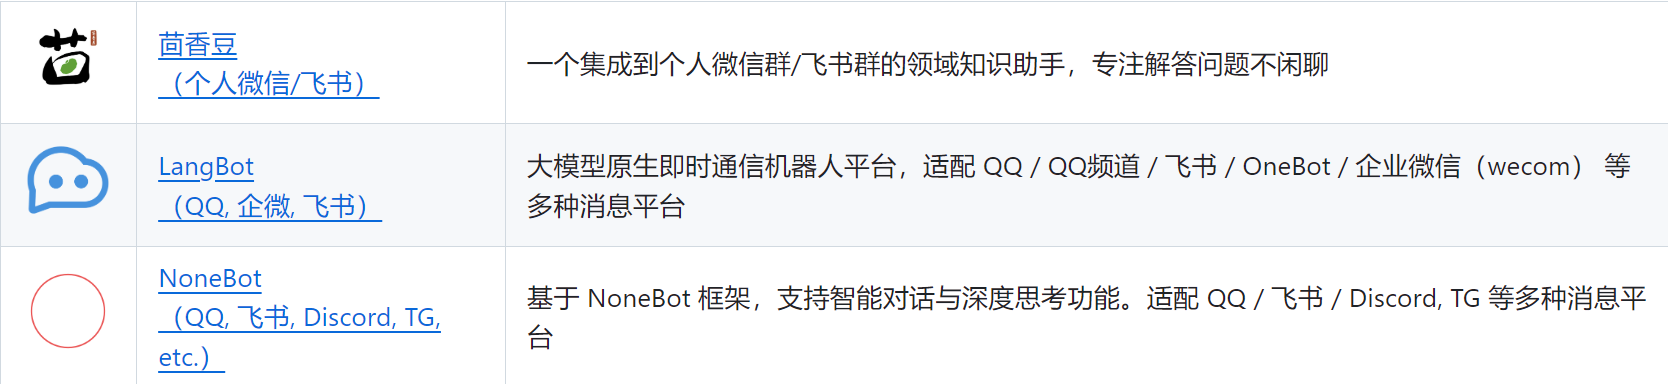 茴
茴香豆
（个人微信/飞书）
一个集成到个人微信群/飞书群的领域知识助手，专注解答问题不闲聊
LangBot
（QQ, 企微, 飞书）
大模型原生即时通信机器人平台，适配 QQ / QQ频道 / 飞书 / OneBot / 企业微信（wecom） 等
多种消息平台
NoneBot
（QQ, 飞书, Discord, TG,
etc.）
基于 NoneBot 框架，支持智能对话与深度思考功能。适配 QQ / 飞书 / Discord, TG 等多种消息平
台